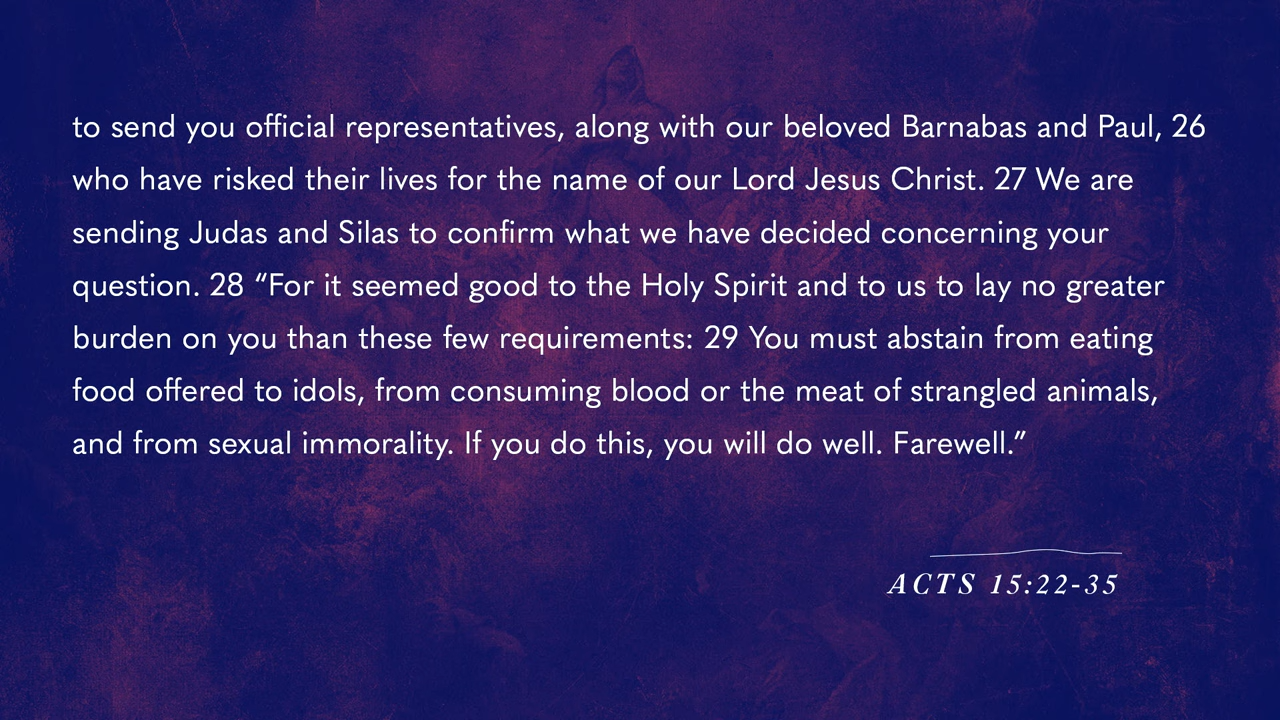 to send you official representatives, along with our beloved Barnabas and Paul, 26
who have risked their lives for the name of our Lord Jesus Christ. 27 We are
sending Judas and Silas to confirm what we have decided concerning your
question. 28 “For it seemed good to the Holy Spirit and to us to lay no greater
burden on you than these few requirements: 29 You must abstain from eating
food offered to idols, from consuming blood or the meat of strangled animals,
and from sexual immorality. If you do this, you will do well. Farewell.”
ACTS 15:22-35